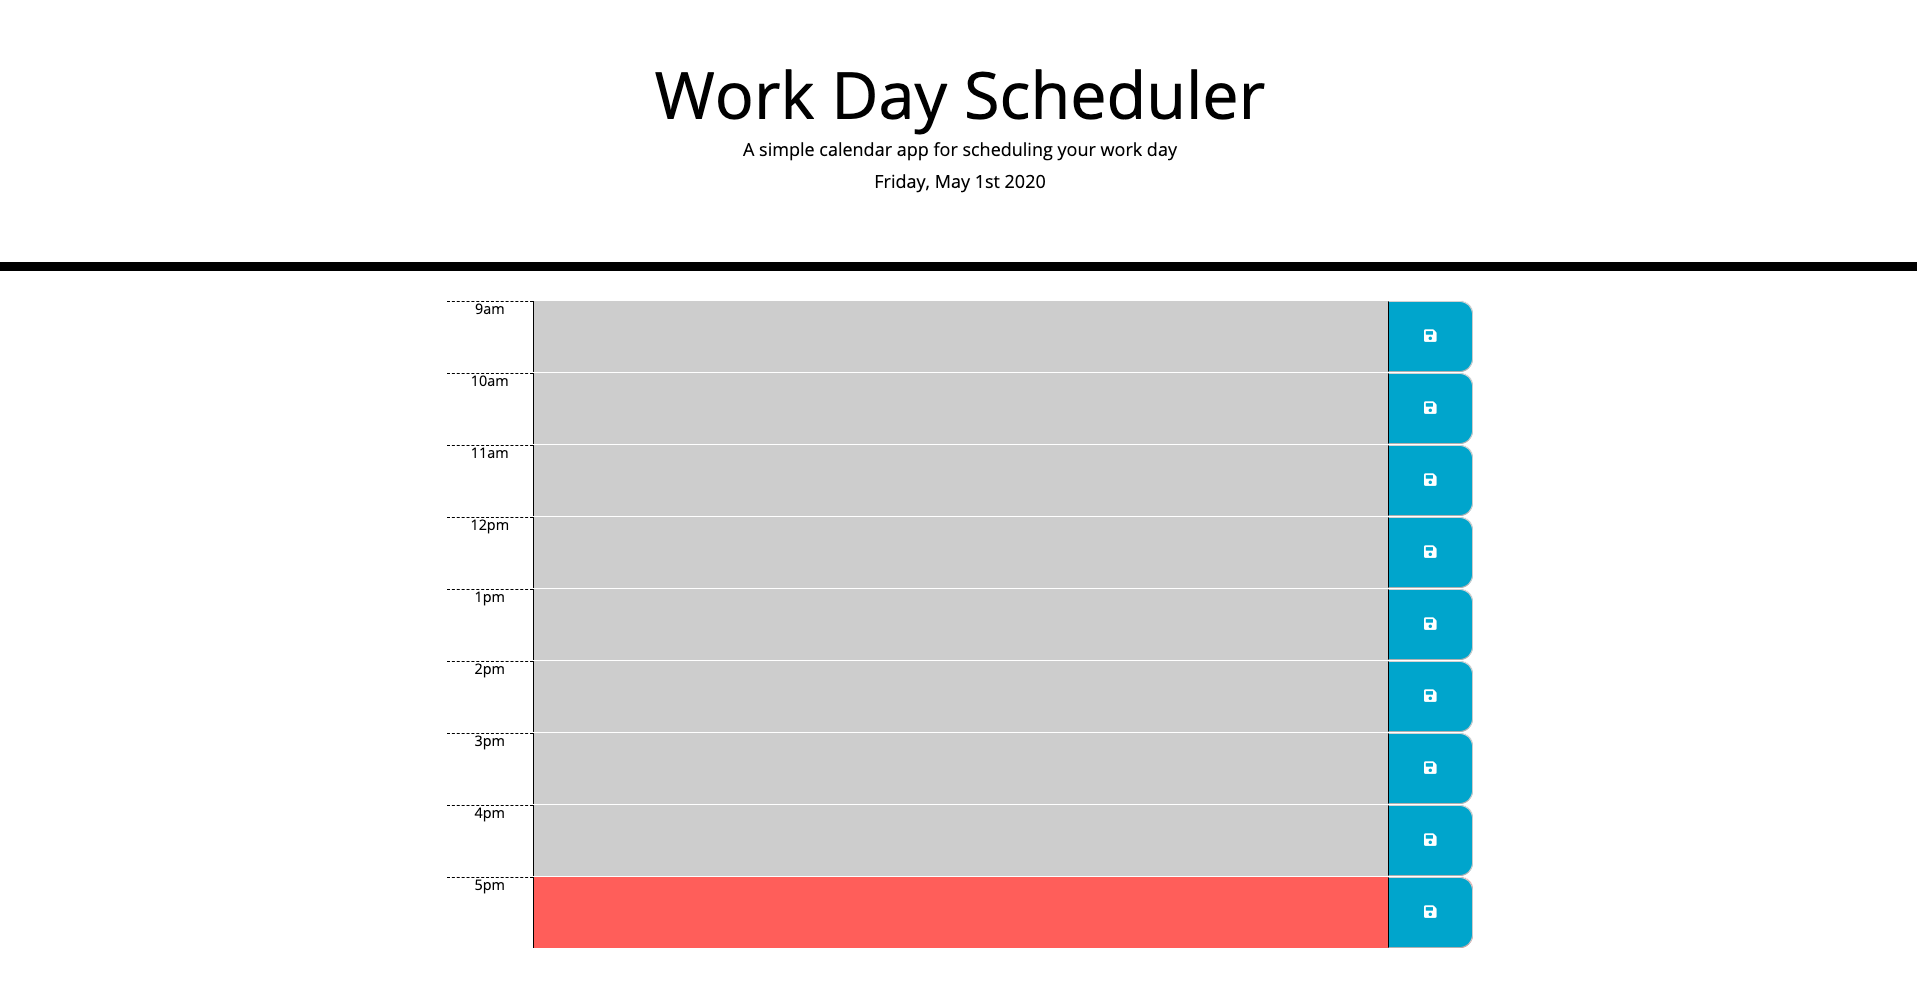 Work Day Scheduler
A simple calendar app for scheduling your work day
Friday, May 1st 2020
9am
10am
11am
12pm
1pm
2pm
3pm
4pm
5pm